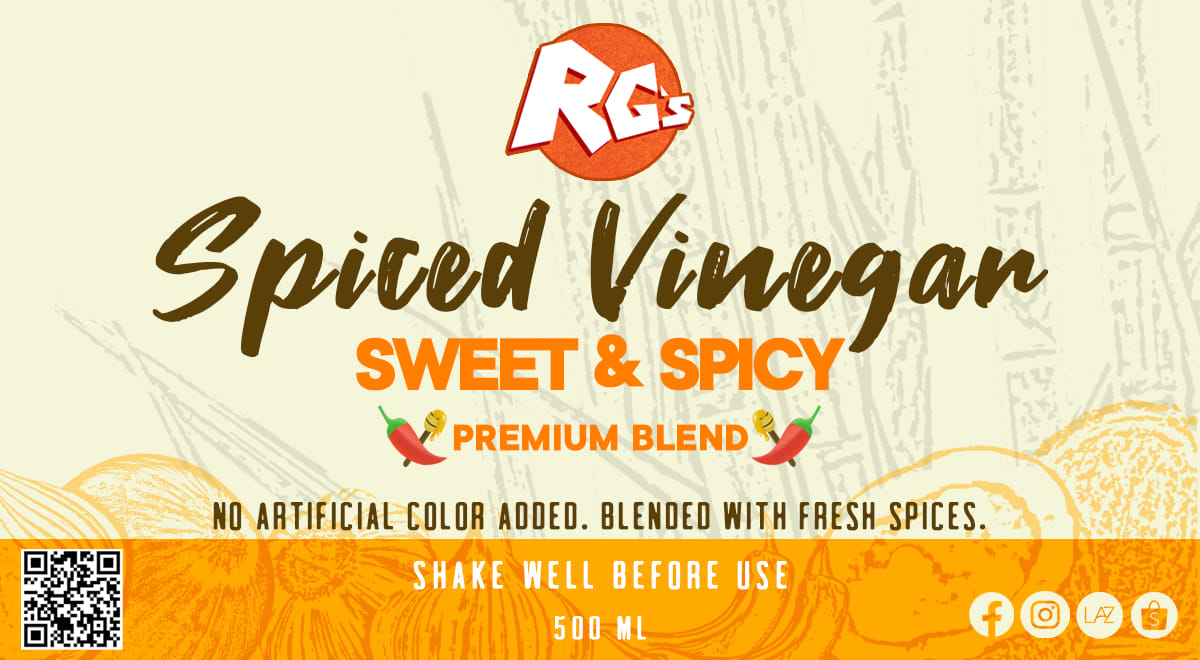 RG's
Spiced Vinegar
SWEET & SPICY
PREMIUM BLEND
NO ARTIFICIAL COLOR ADDED. BLENDED WITH FRESH SPICES.
SHAKE WELL BEFORE USE
500 ML
LAZ
S